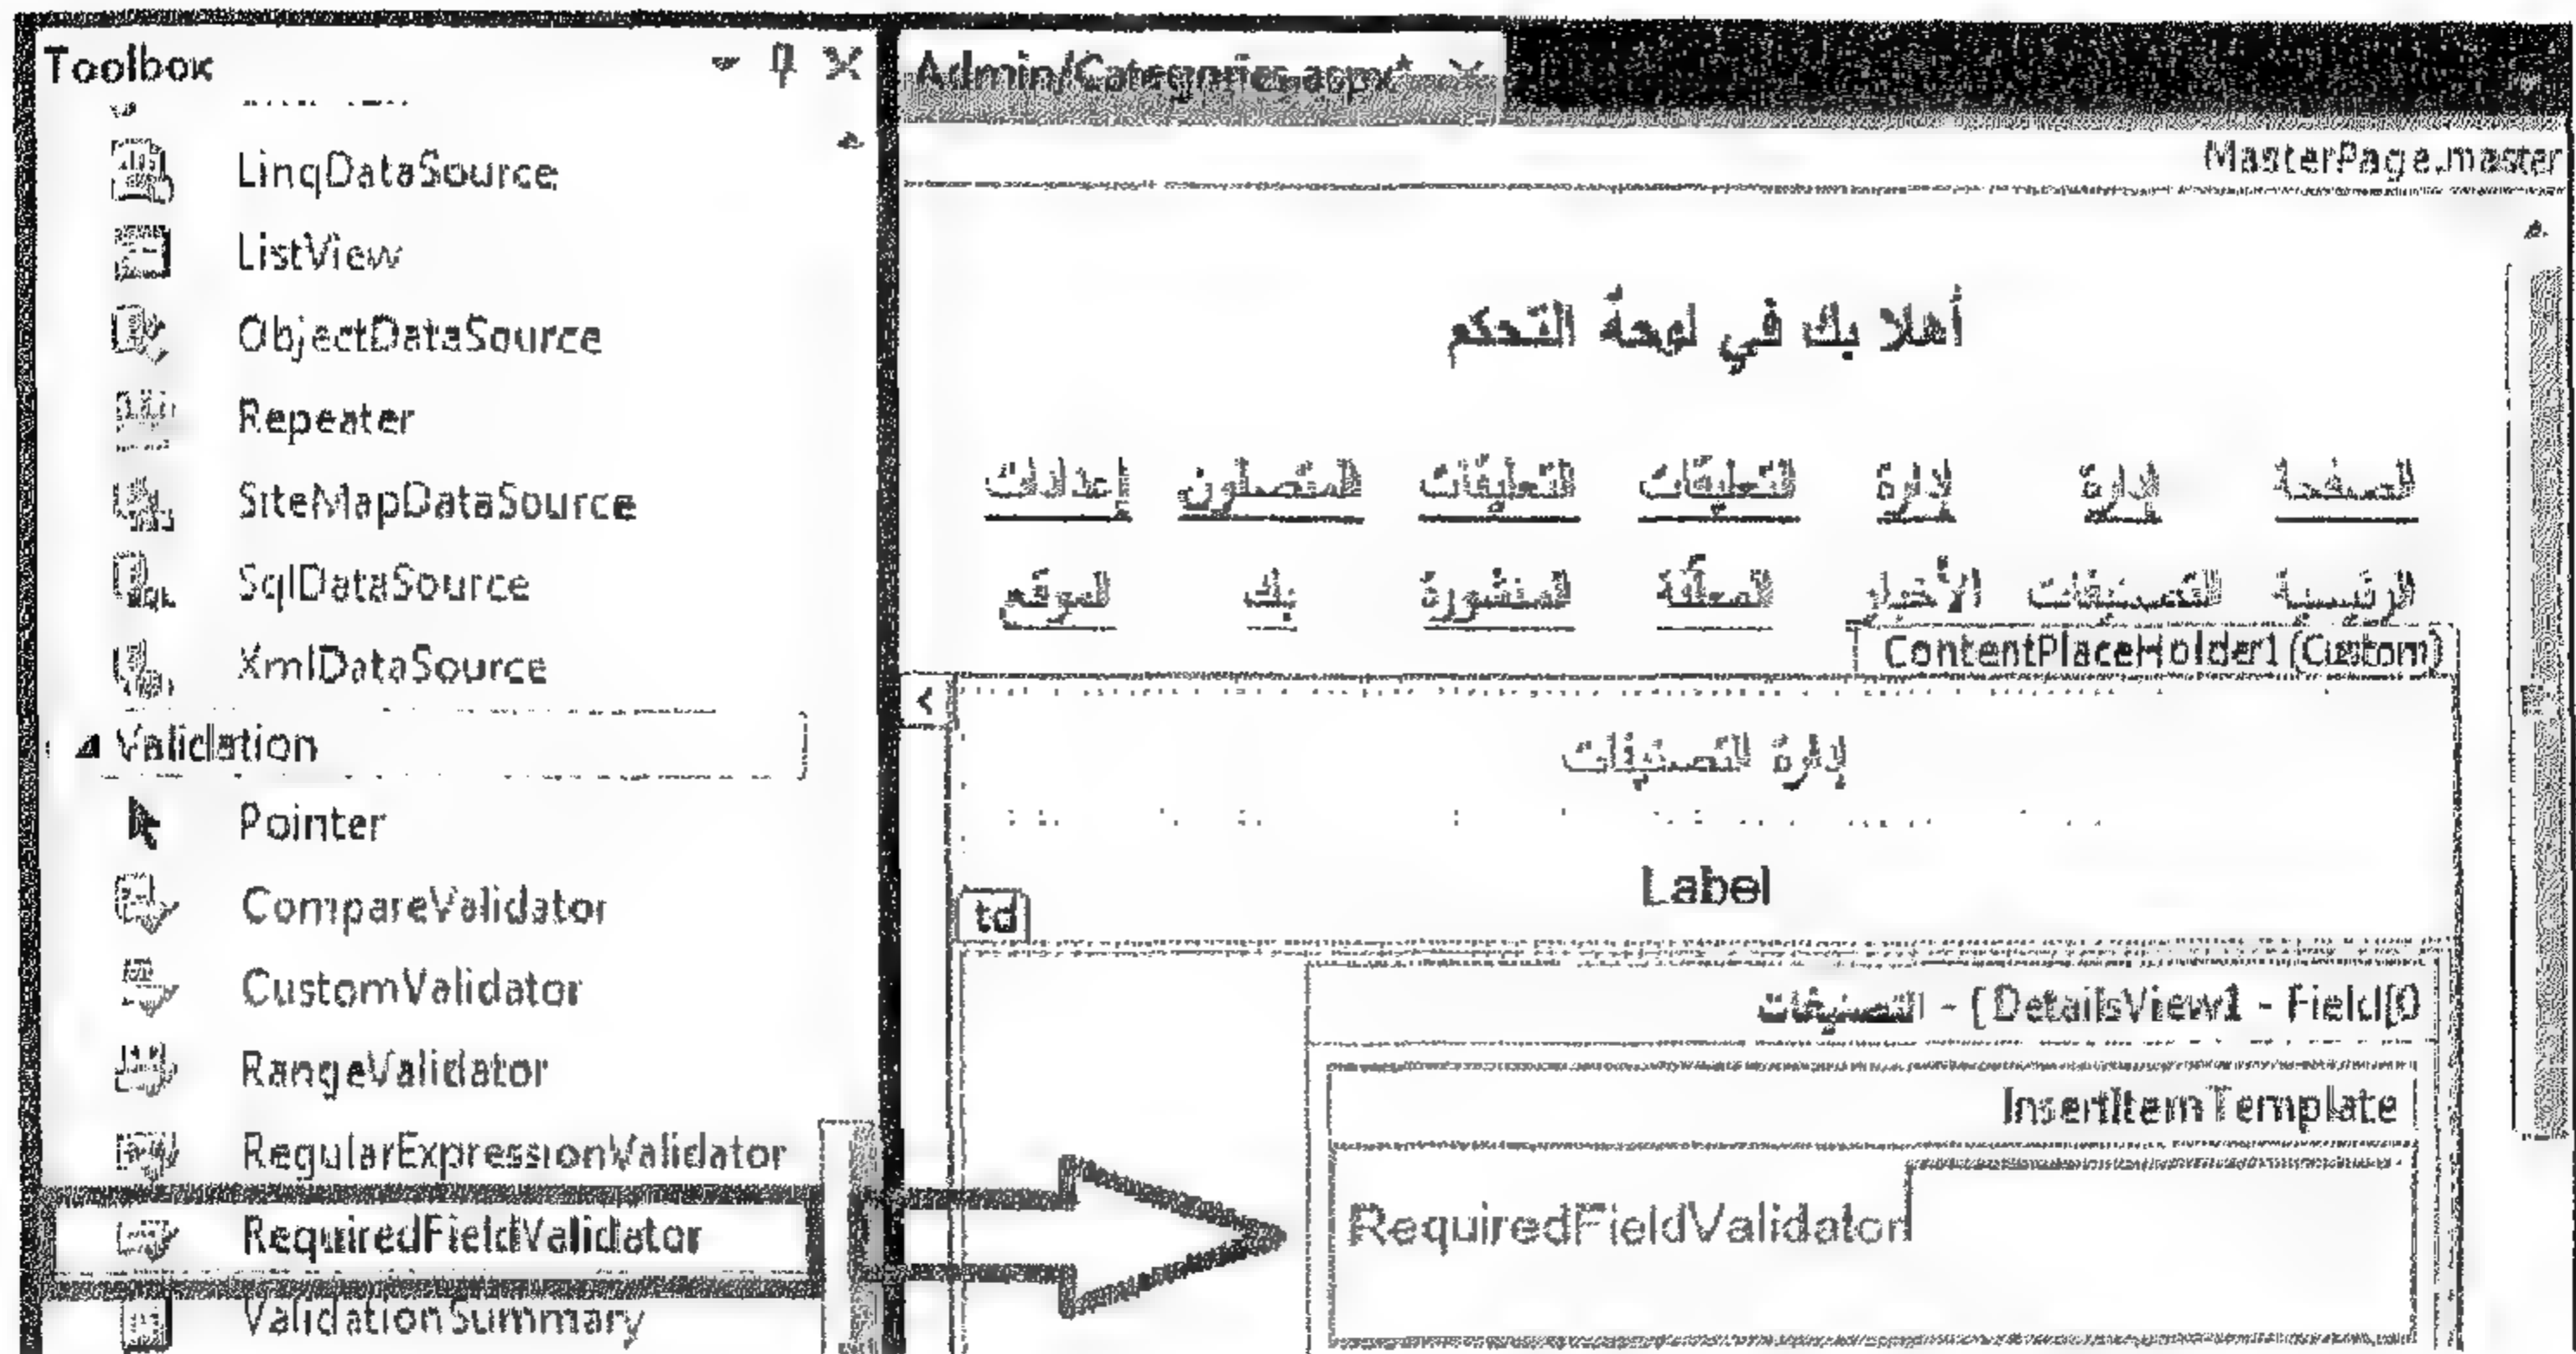 Toolbox
LinqDataSource
ListView
ObjectDataSource
Repeater
SiteMapDataSource
SqlDataSource
XmlDataSource
Validation
Pointer
CompareValidator
CustomValidator
RangeValidator
RegularExpressionValidator
RequiredFieldValidator
ValidationSummary
Admin/Categories.aspx*
MasterPage.master
أهلا بك في لوحة التحكم
الصفحة إدارة إدارة التعليقات التعليقات المتصلون إعدادات
الرئيسية التصنيفات الأخبار المعلّقة المنشورة بك الموقع
ContentPlaceHolder1 (Custom)
إدارة التصنيفات
Label
td
التصنيفات - [ DetailsView1 - Field[0
InsertItemTemplate
RequiredFieldValidator